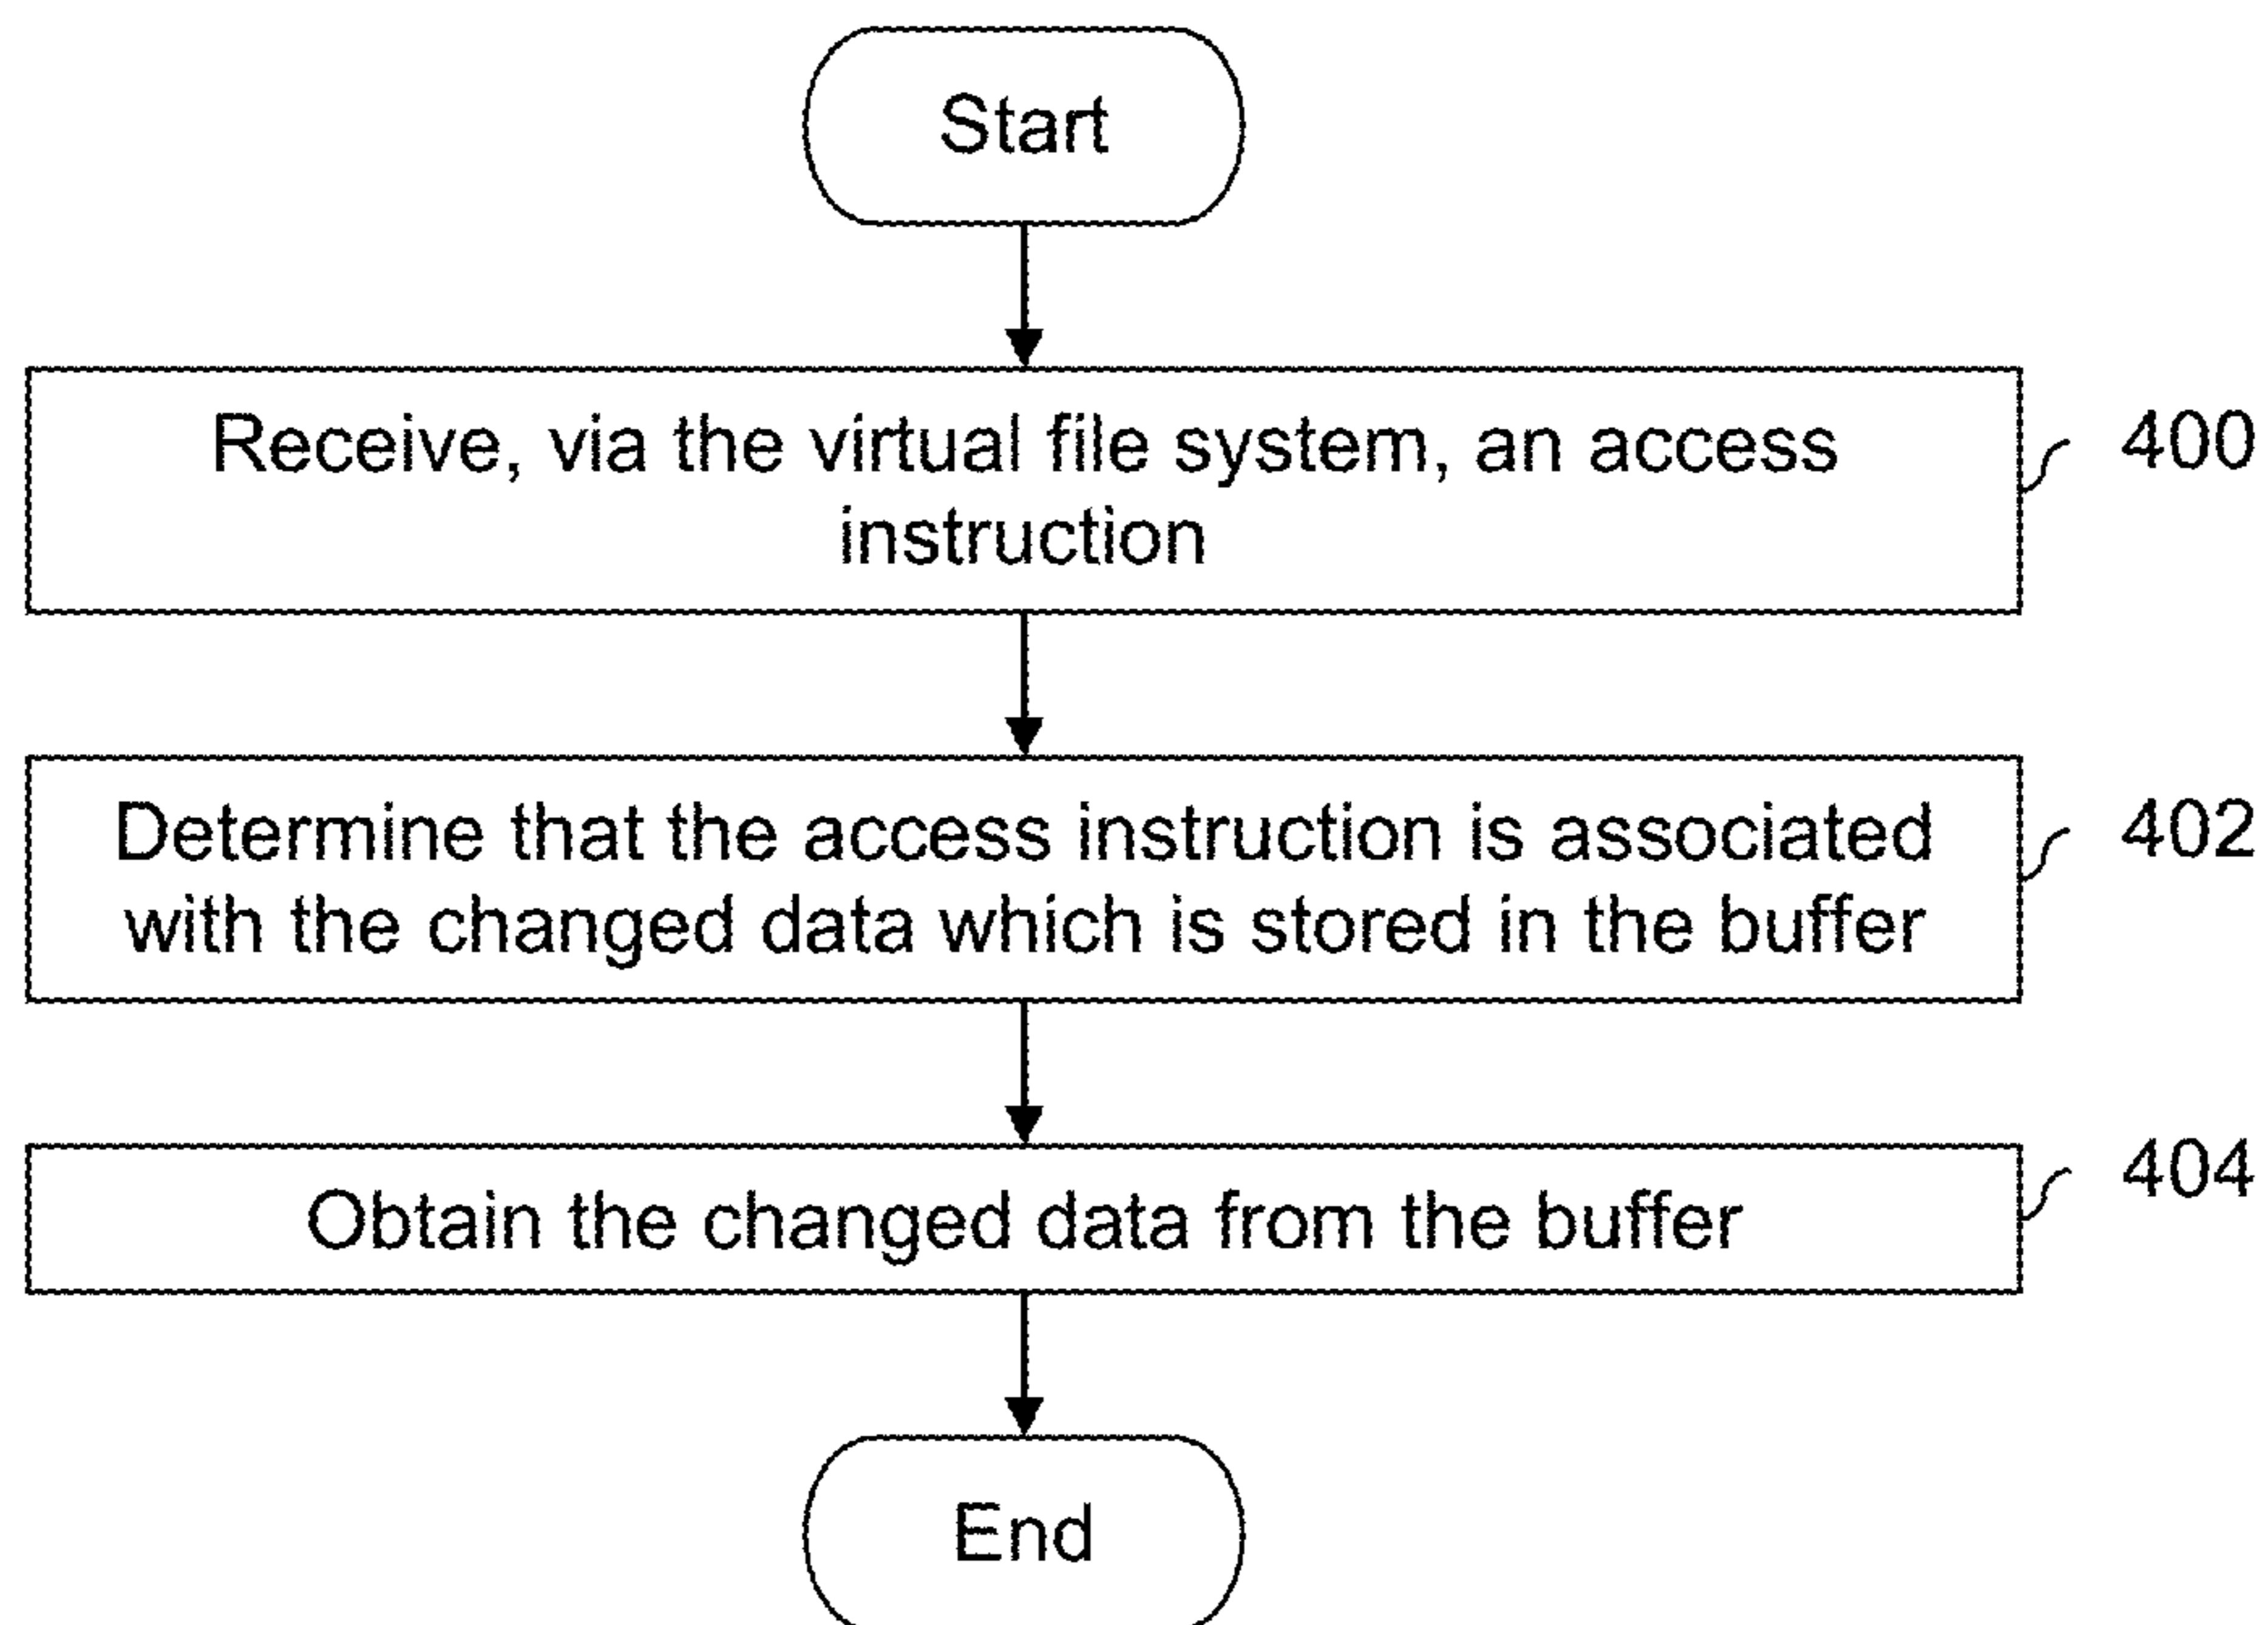 Start
Receive, via the virtual file system, an access
instruction
400
Determine that the access instruction is associated
with the changed data which is stored in the buffer
402
Obtain the changed data from the buffer
404
End